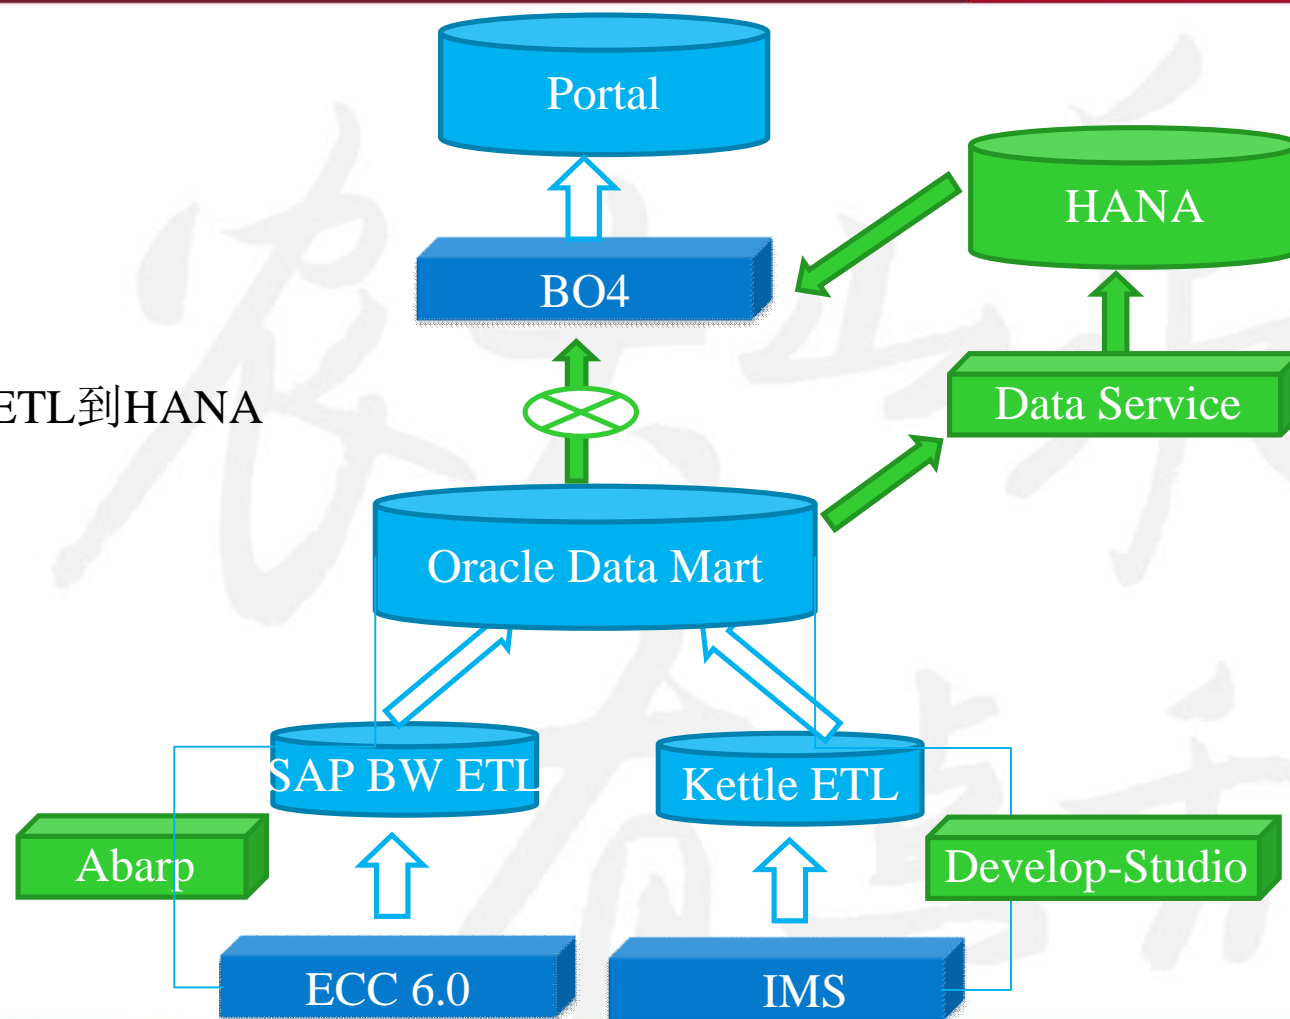 Portal
HANA
BO4
ETL到HANA
Data Service
Oracle Data Mart
SAP BW ETL
Kettle ETL
Abarp
Develop-Studio
ECC 6.0
IMS